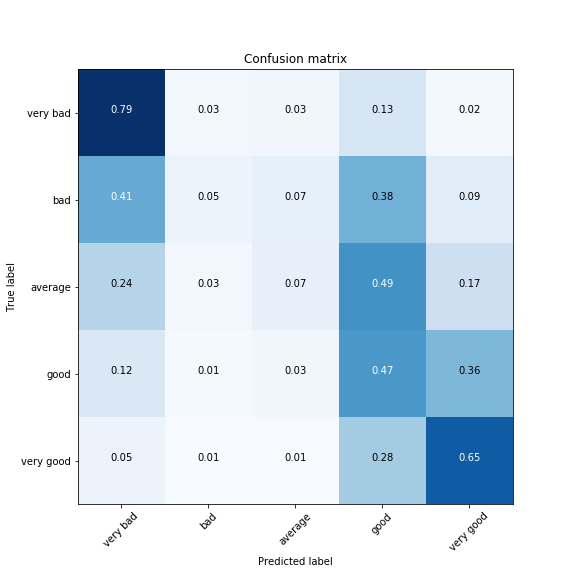 Confusion matrix
True label
very bad 0.79 0.03 0.03 0.13 0.02
bad 0.41 0.05 0.07 0.38 0.09
average 0.24 0.03 0.07 0.49 0.17
good 0.12 0.01 0.03 0.47 0.36
very good 0.05 0.01 0.01 0.28 0.65
very bad bad average good very good
Predicted label